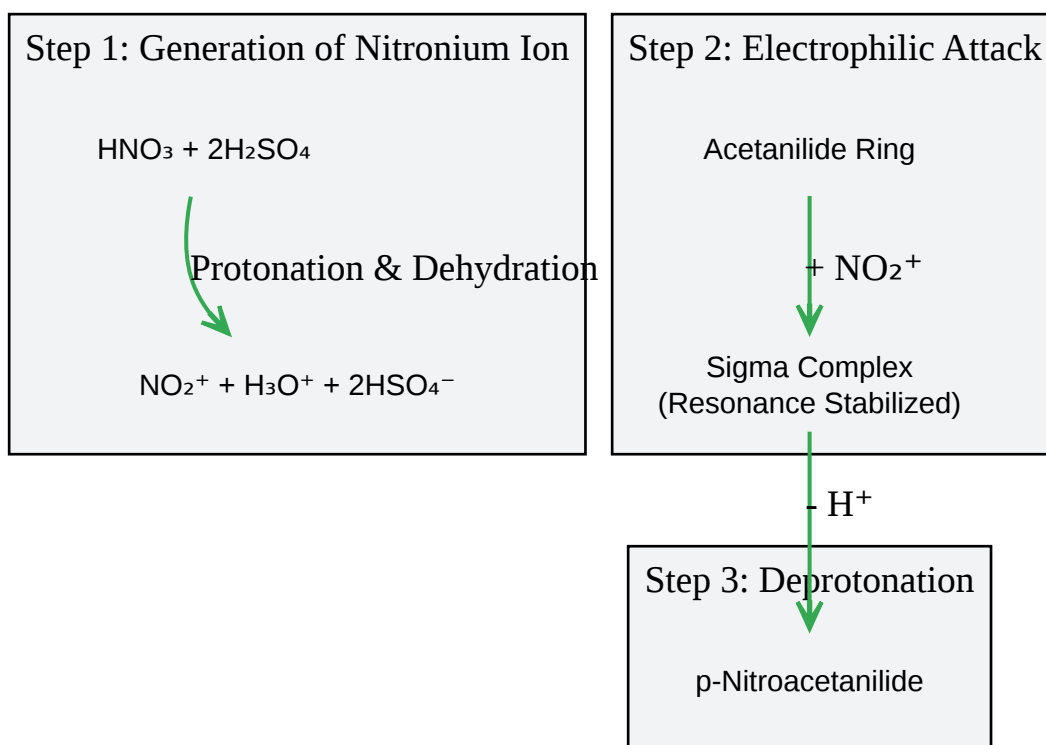 Step 1: Generation of Nitronium Ion
HNO₃ + 2H₂SO₄
Protonation & Dehydration
NO₂⁺ + H₃O⁺ + 2HSO₄⁻
Step 2: Electrophilic Attack
Acetanilide Ring
+ NO₂⁺
Sigma Complex
(Resonance Stabilized)
- H⁺
Step 3: Deprotonation
p-Nitroacetanilide